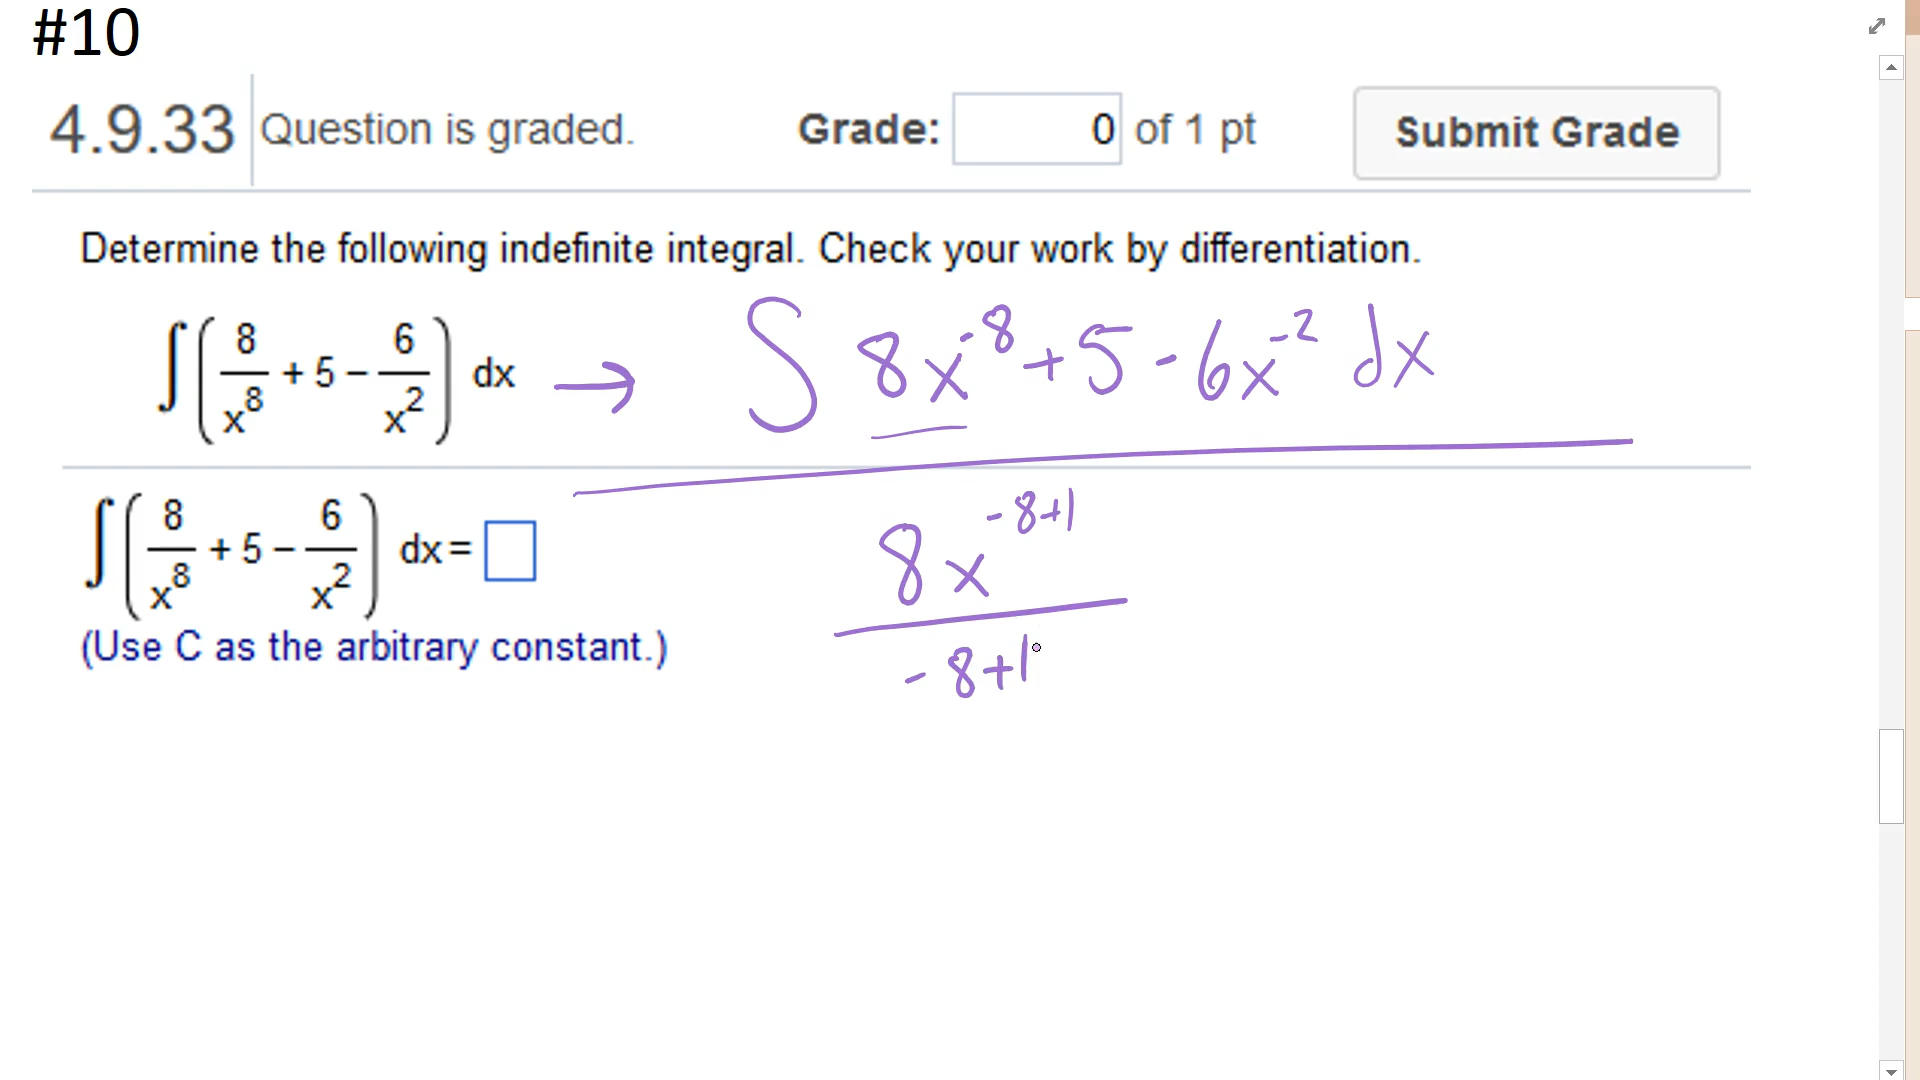 #10
4.9.33 Question is graded. Grade: 0 of 1 pt Submit Grade
Determine the following indefinite integral. Check your work by differentiation.
∫ ( 8/x^8 + 5 − 6/x^2 ) dx → ∫ 8x^-8 + 5 - 6x^-2 dx
∫ ( 8/x^8 + 5 − 6/x^2 ) dx =
8x^-8+1
-8+1
(Use C as the arbitrary constant.)